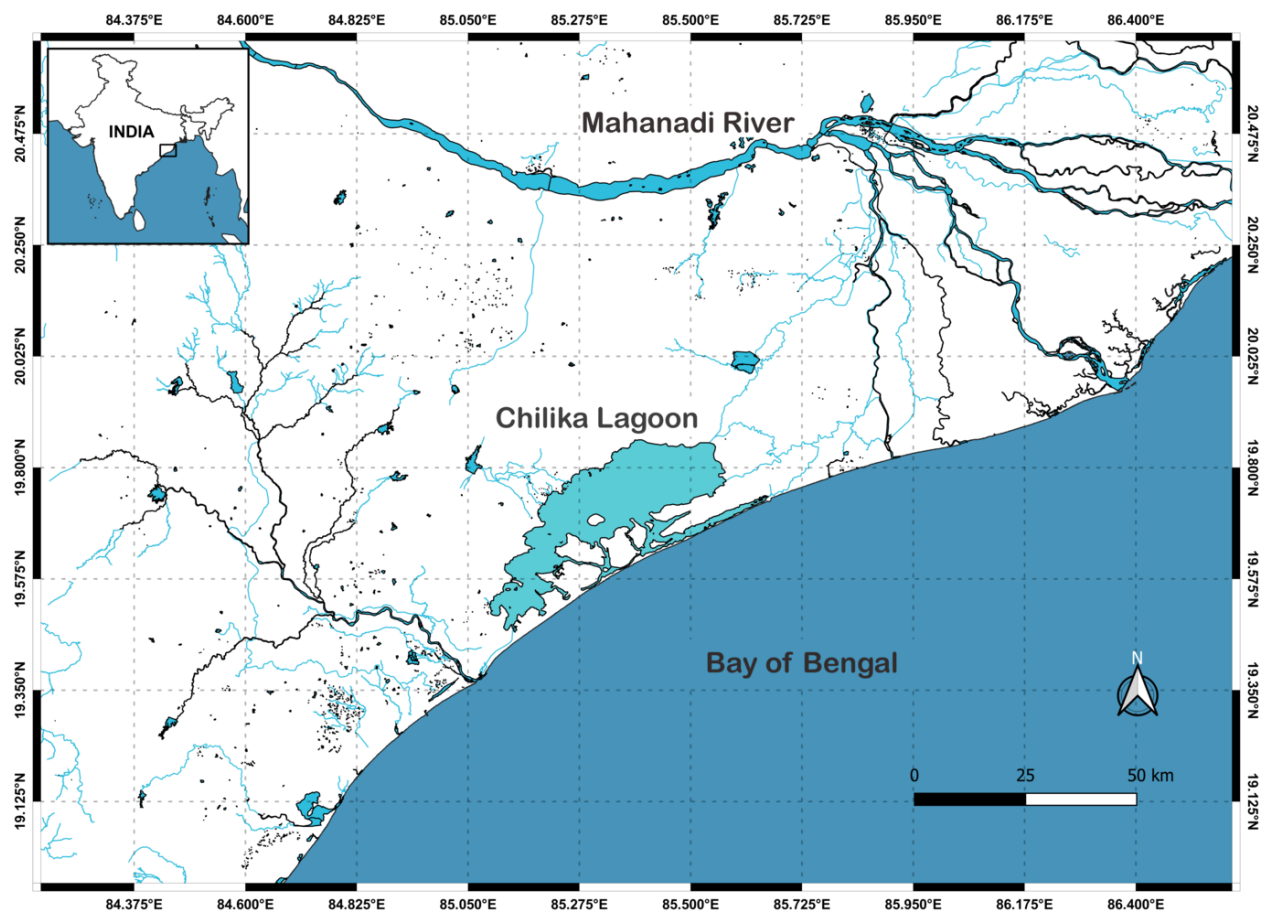 84.375°E 84.600°E 84.825°E 85.050°E 85.275°E 85.500°E 85.725°E 85.950°E 86.175°E 86.400°E
INDIA
Mahanadi River
20.475°N 20.475°N
20.250°N 20.250°N
20.025°N 20.025°N
Chilika Lagoon
19.800°N 19.800°N
19.575°N 19.575°N
Bay of Bengal
N
19.350°N 19.350°N
0 25 50 km
19.125°N 19.125°N
84.375°E 84.600°E 84.825°E 85.050°E 85.275°E 85.500°E 85.725°E 85.950°E 86.175°E 86.400°E